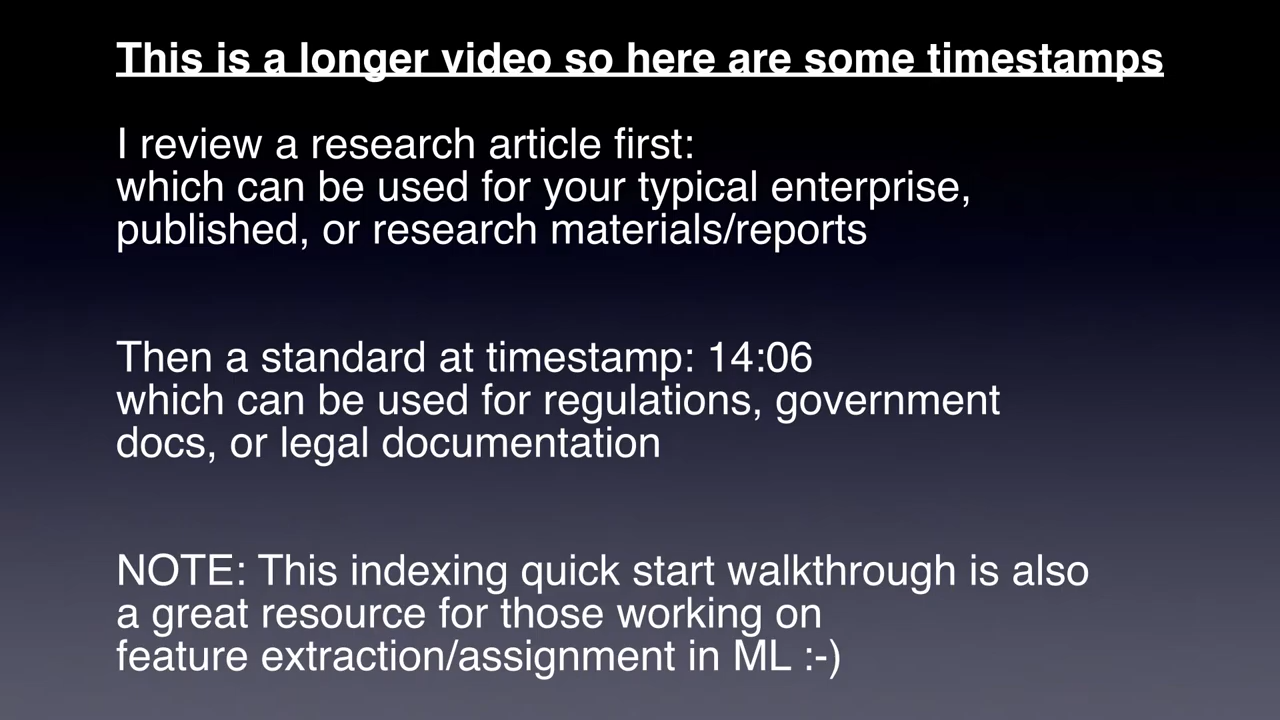 This is a longer video so here are some timestamps
I review a research article first:
which can be used for your typical enterprise,
published, or research materials/reports
Then a standard at timestamp: 14:06
which can be used for regulations, government
docs, or legal documentation
NOTE: This indexing quick start walkthrough is also
a great resource for those working on
feature extraction/assignment in ML :-)